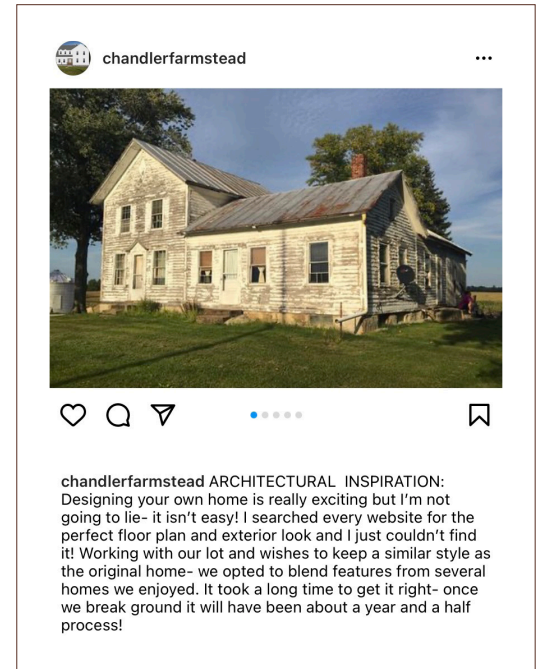 chandlerfarmstead
chandlerfarmstead ARCHITECTURAL INSPIRATION:
Designing your own home is really exciting but I'm not
going to lie- it isn't easy! I searched every website for the
perfect floor plan and exterior look and I just couldn't find
it! Working with our lot and wishes to keep a similar style as
the original home- we opted to blend features from several
homes we enjoyed. It took a long time to get it right- once
we break ground it will have been about a year and a half
process!